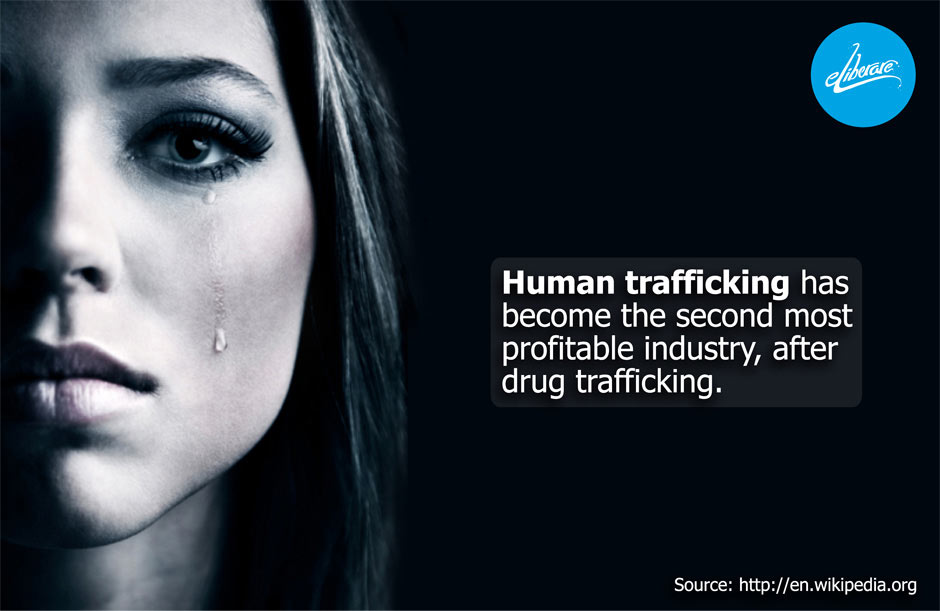 eLiberare
Human trafficking has
become the second most
profitable industry, after
drug trafficking.
Source: http://en.wikipedia.org